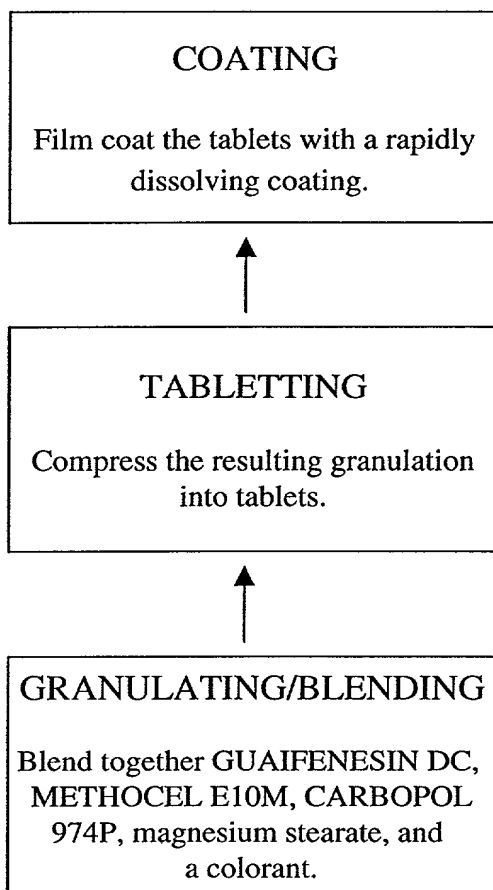 COATING
Film coat the tablets with a rapidly
dissolving coating.
TABLETTING
Compress the resulting granulation
into tablets.
GRANULATING/BLENDING
Blend together GUAIFENESIN DC,
METHOCEL E10M, CARBOPOL
974P, magnesium stearate, and
a colorant.